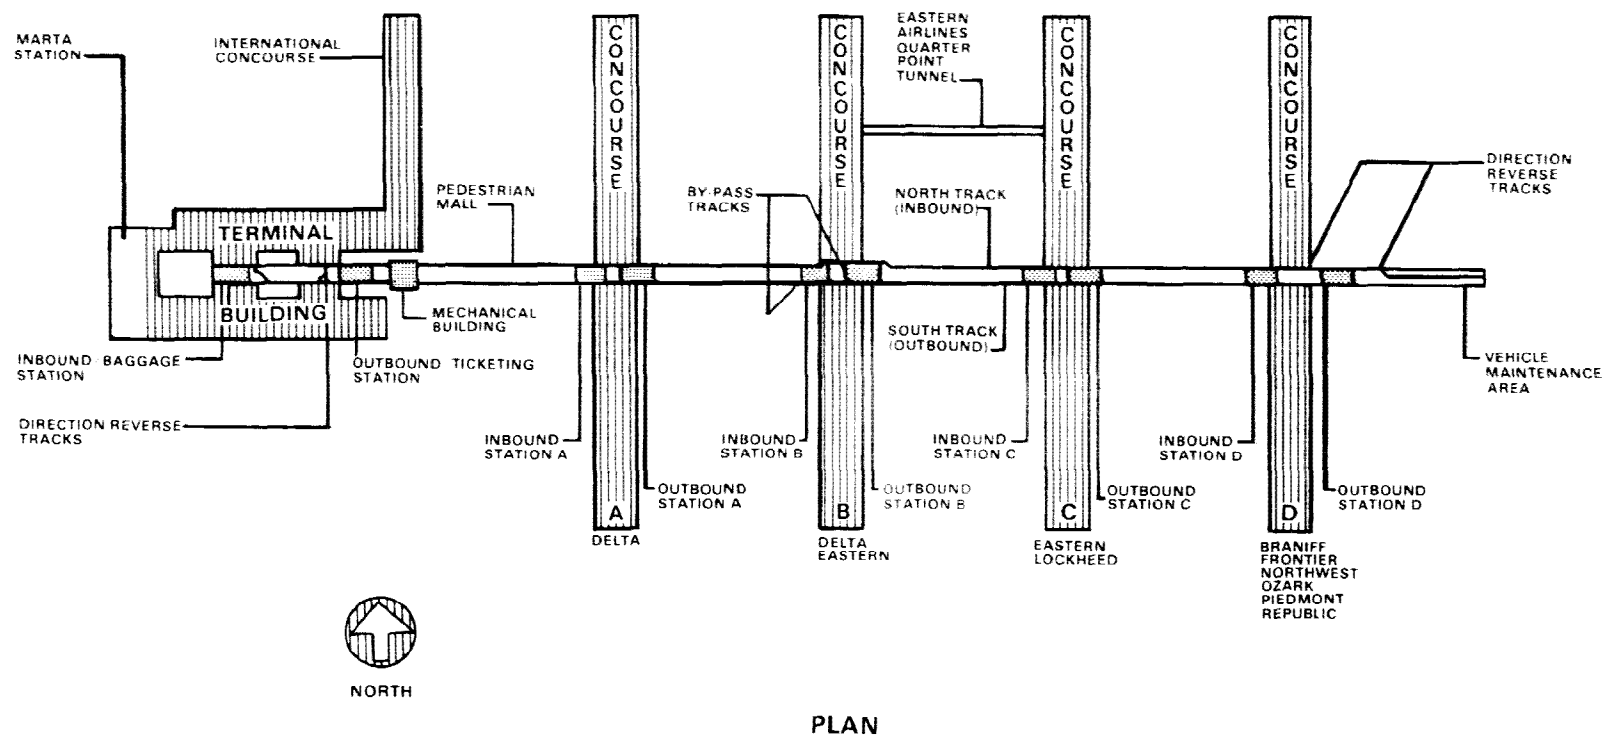 MARTA
STATION
INTERNATIONAL
CONCOURSE
CONCOURSE
CONCOURSE
EASTERN
AIRLINES
QUARTER
POINT
TUNNEL
CONCOURSE
CONCOURSE
DIRECTION
REVERSE
TRACKS
PEDESTRIAN
MALL
BY-PASS
TRACKS
NORTH TRACK
(INBOUND)
TERMINAL
BUILDING
MECHANICAL
BUILDING
SOUTH TRACK
(OUTBOUND)
INBOUND BAGGAGE
STATION
OUTBOUND TICKETING
STATION
VEHICLE
MAINTENANCE
AREA
DIRECTION REVERSE
TRACKS
INBOUND
STATION A
INBOUND
STATION B
INBOUND
STATION C
INBOUND
STATION D
OUTBOUND
STATION A
OUTBOUND
STATION B
OUTBOUND
STATION C
OUTBOUND
STATION D
A
B
C
D
DELTA
DELTA
EASTERN
EASTERN
LOCKHEED
BRANIFF
FRONTIER
NORTHWEST
OZARK
PIEDMONT
REPUBLIC
NORTH
PLAN